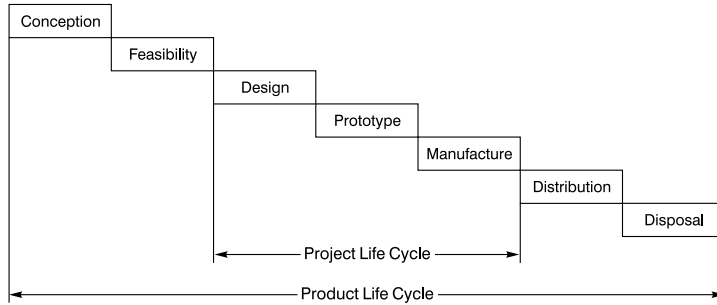 Conception
Feasibility
Design
Prototype
Manufacture
Distribution
Disposal
Project Life Cycle
Product Life Cycle